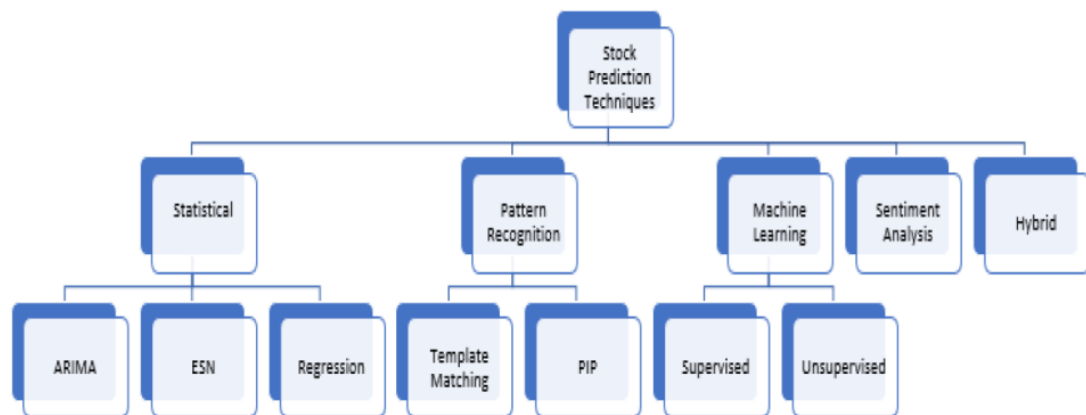 Stock
Prediction
Techniques
Statistical
Pattern
Recognition
Machine
Learning
Sentiment
Analysis
Hybrid
ARIMA
ESN
Regression
Template
Matching
PIP
Supervised
Unsupervised